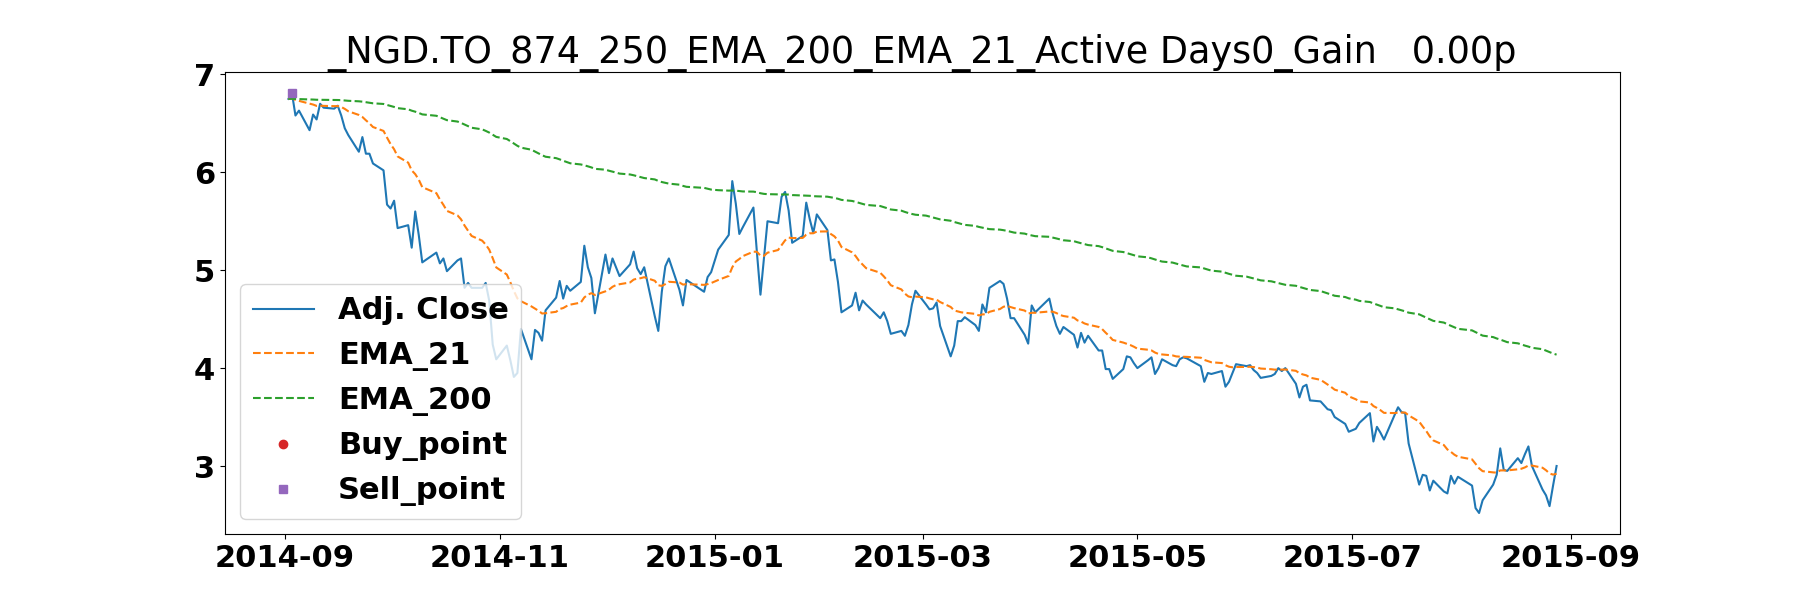 _NGD.TO_874_250_EMA_200_EMA_21_Active Days0_Gain   0.00p
7
6
5
4
3
Adj. Close
EMA_21
EMA_200
Buy_point
Sell_point
2014-09 2014-11 2015-01 2015-03 2015-05 2015-07 2015-09